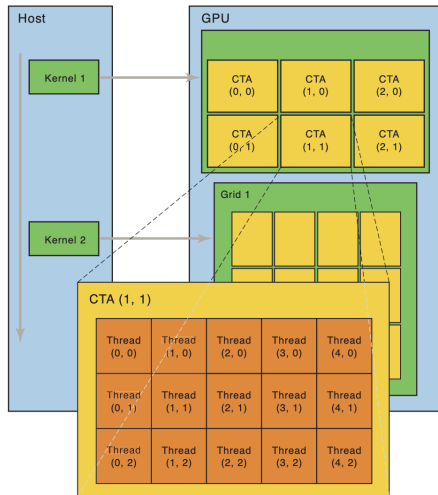 Host
GPU
Kernel 1
CTA
(0, 0)
CTA
(1, 0)
CTA
(2, 0)
CTA
(0, 1)
CTA
(1, 1)
CTA
(2, 1)
Grid 1
Kernel 2
CTA (1, 1)
Thread
(0, 0)
Thread
(1, 0)
Thread
(2, 0)
Thread
(3, 0)
Thread
(4, 0)
Thread
(0, 1)
Thread
(1, 1)
Thread
(2, 1)
Thread
(3, 1)
Thread
(4, 1)
Thread
(0, 2)
Thread
(1, 2)
Thread
(2, 2)
Thread
(3, 2)
Thread
(4, 2)